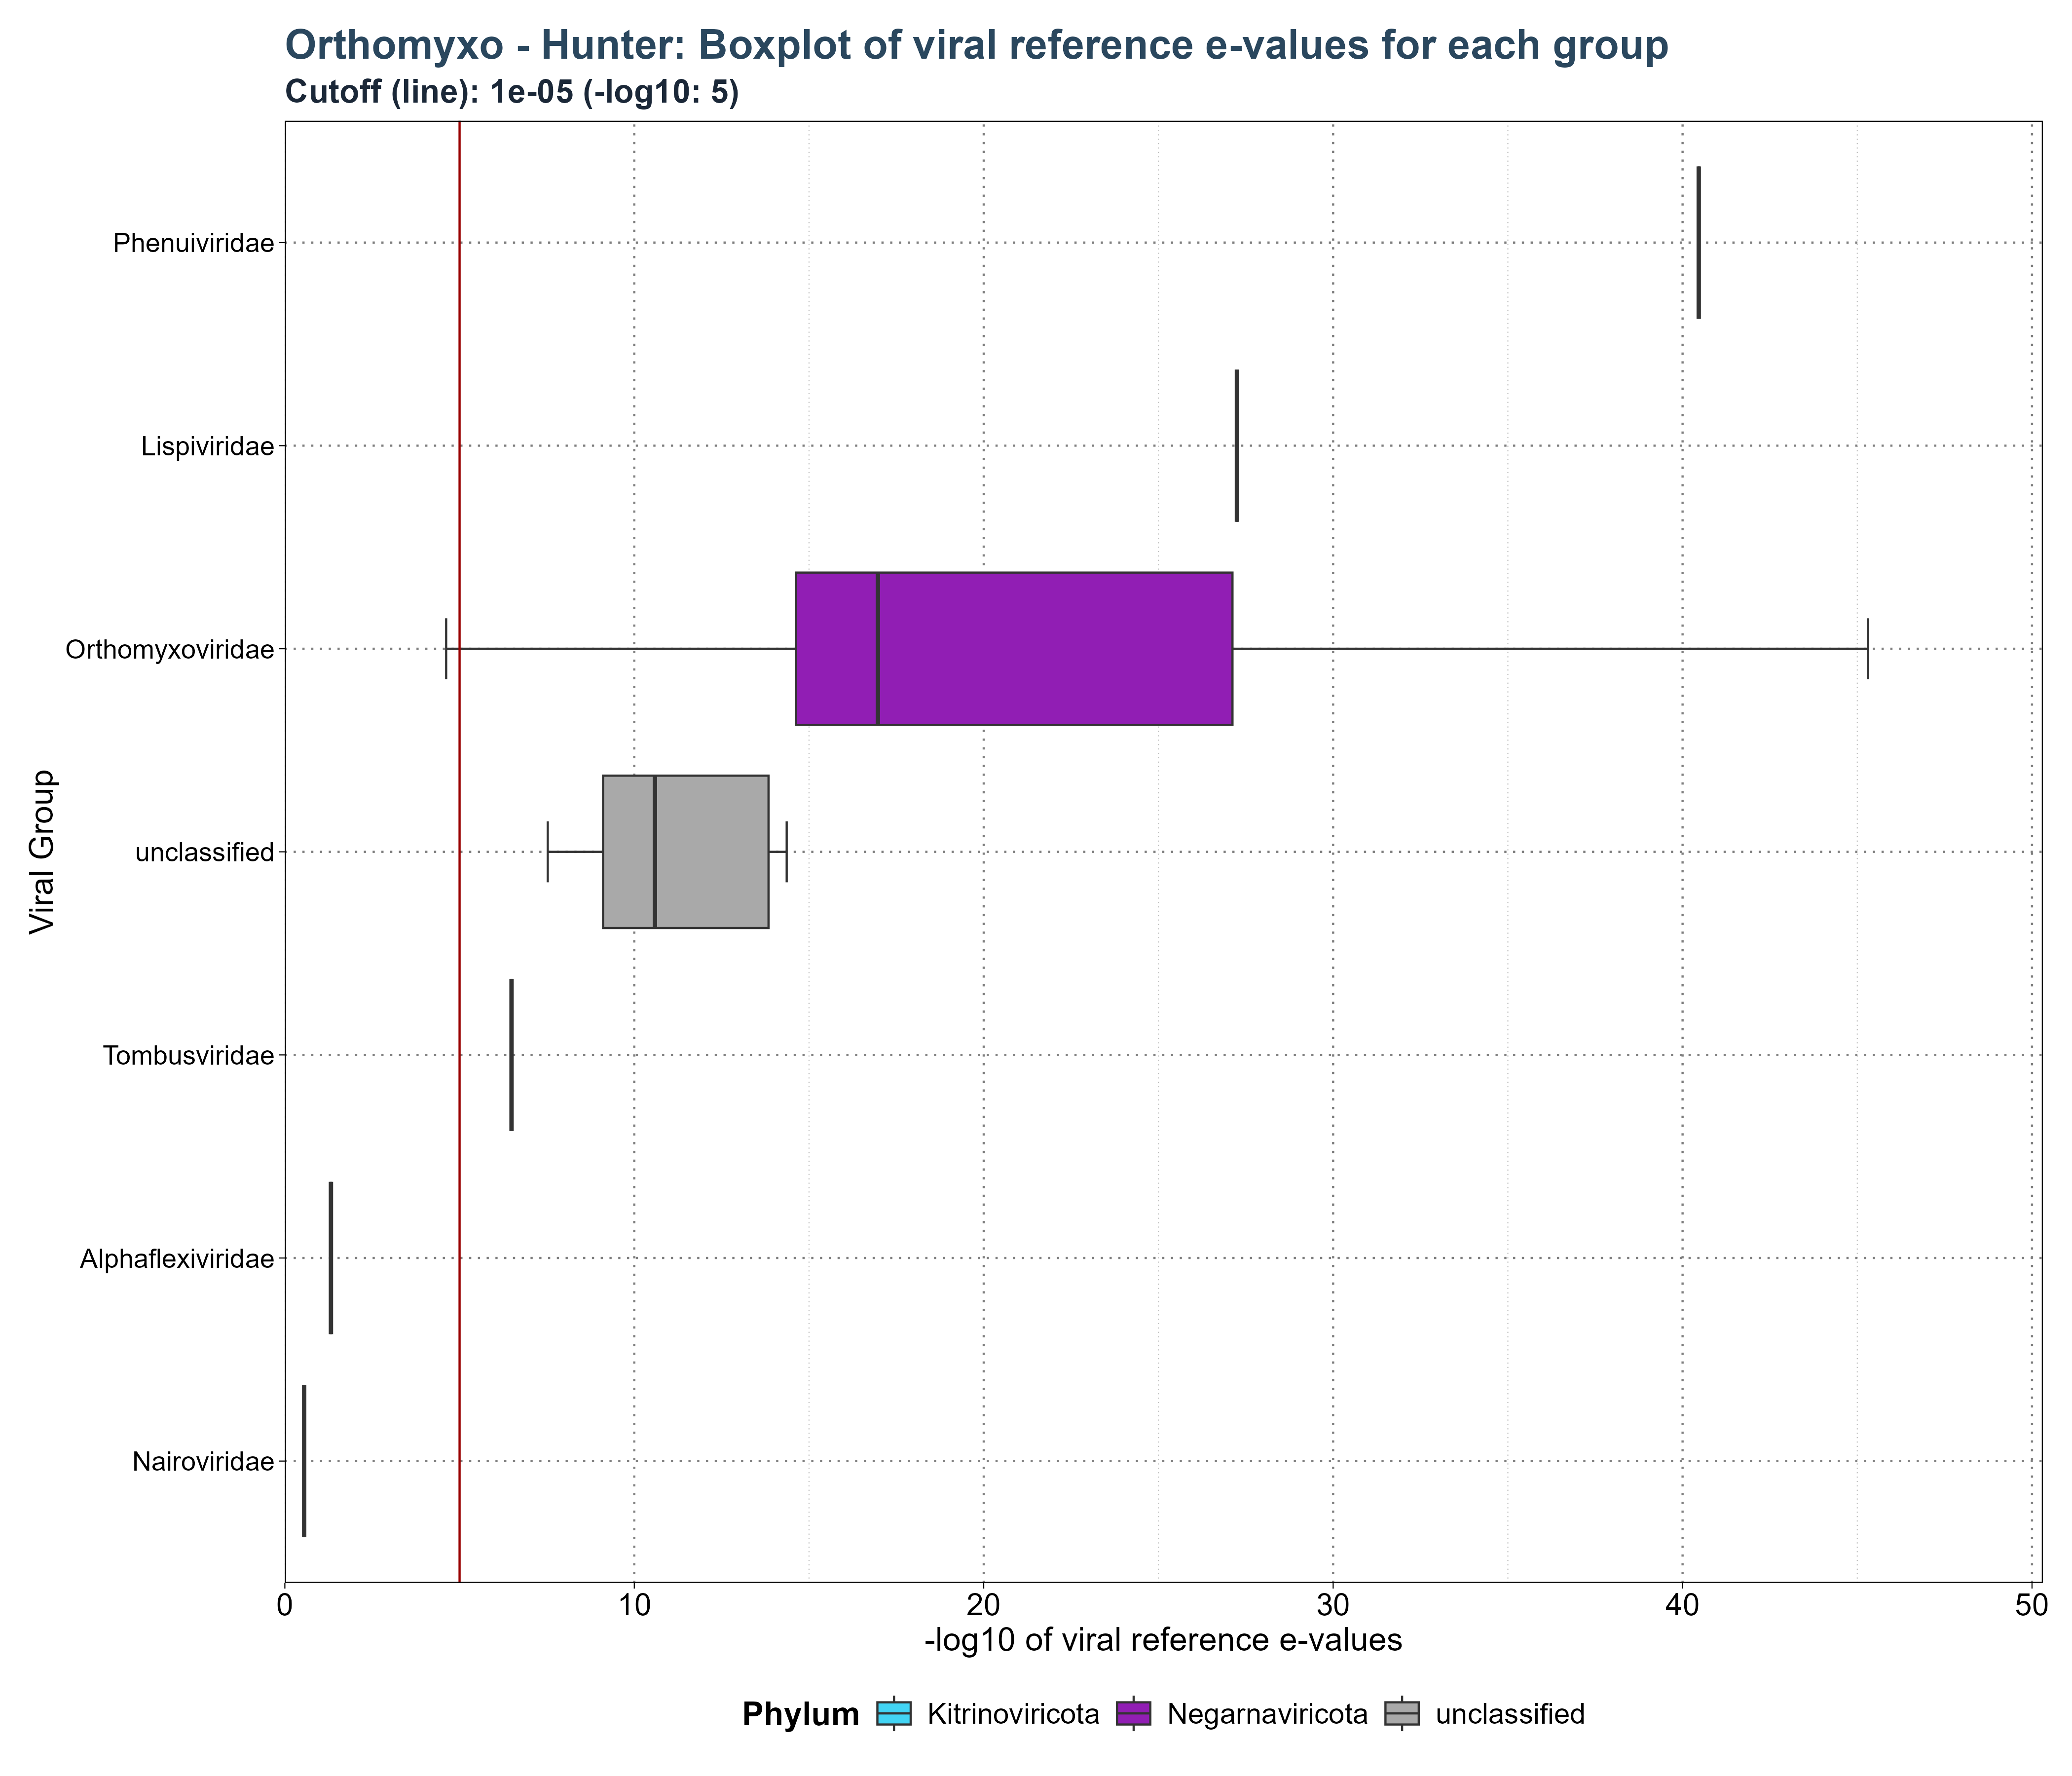 Orthomyxo - Hunter: Boxplot of viral reference e-values for each group
Cutoff (line): 1e-05 (-log10: 5)
Viral Group
Phenuiviridae
Lispiviridae
Orthomyxoviridae
unclassified
Tombusviridae
Alphaflexiviridae
Nairoviridae
0 10 20 30 40 50
-log10 of viral reference e-values
Phylum Kitrinoviricota Negarnaviricota unclassified